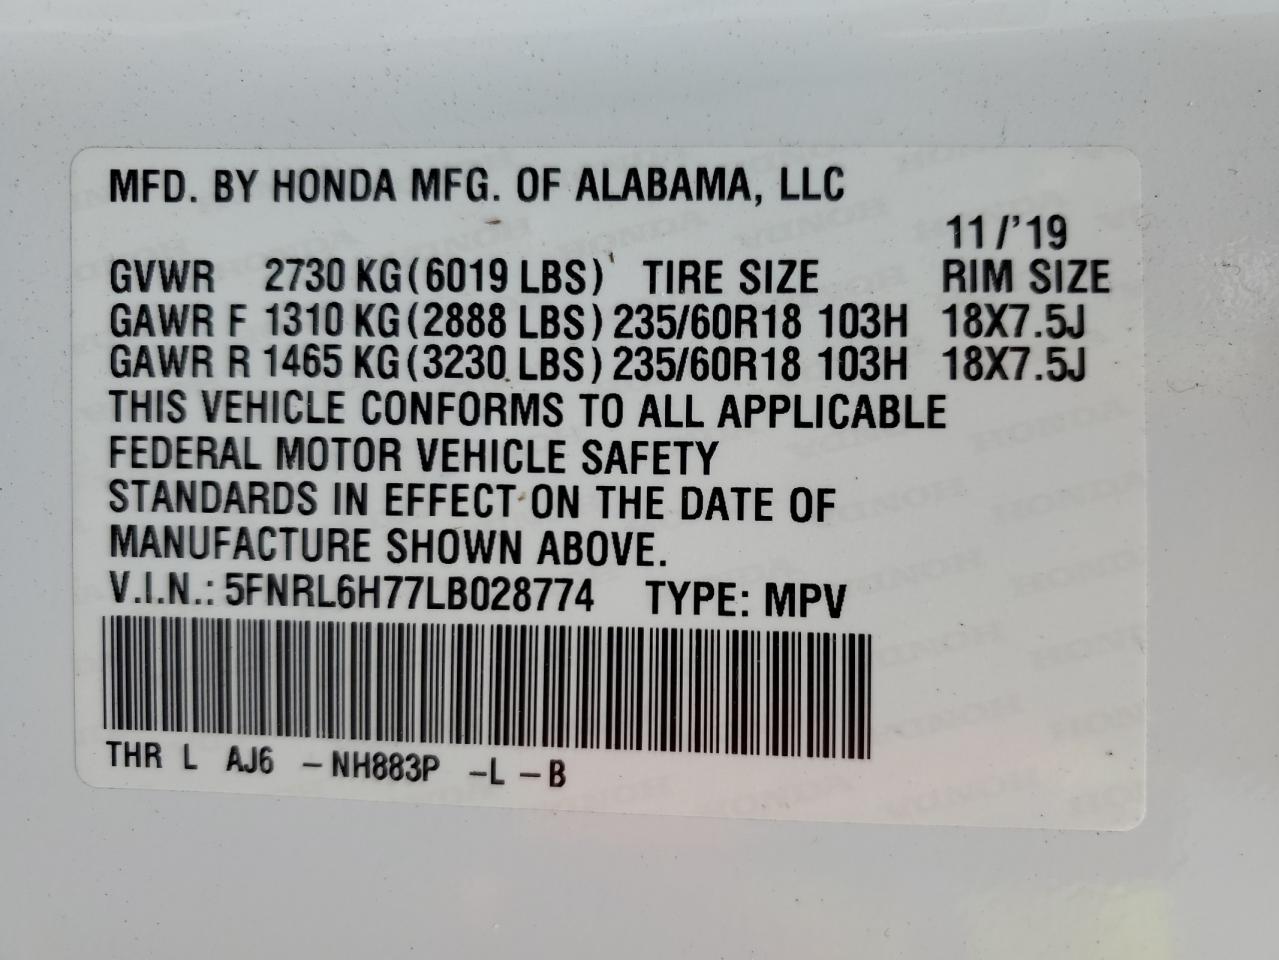 MFD. BY HONDA MFG. OF ALABAMA, LLC
11/'19
GVWR 2730 KG(6019 LBS) TIRE SIZE RIM SIZE
GAWR F 1310 KG(2888 LBS) 235/60R18 103H 18X7.5J
GAWR R 1465 KG(3230 LBS) 235/60R18 103H 18X7.5J
THIS VEHICLE CONFORMS TO ALL APPLICABLE
FEDERAL MOTOR VEHICLE SAFETY
STANDARDS IN EFFECT ON THE DATE OF
MANUFACTURE SHOWN ABOVE.
V.I.N.: 5FNRL6H77LB028774 TYPE: MPV
THR L AJ6 -NH883P -L -B